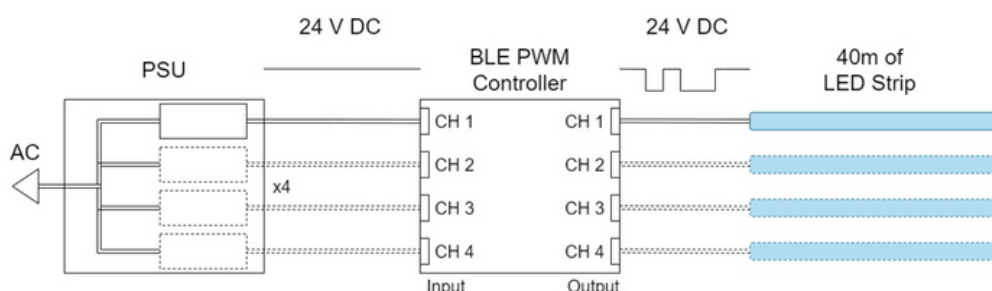 24 V DC
24 V DC
PSU
BLE PWM
Controller
40m of
LED Strip
AC
x4
CH 1
CH 2
CH 3
CH 4
CH 1
CH 2
CH 3
CH 4
Input
Output